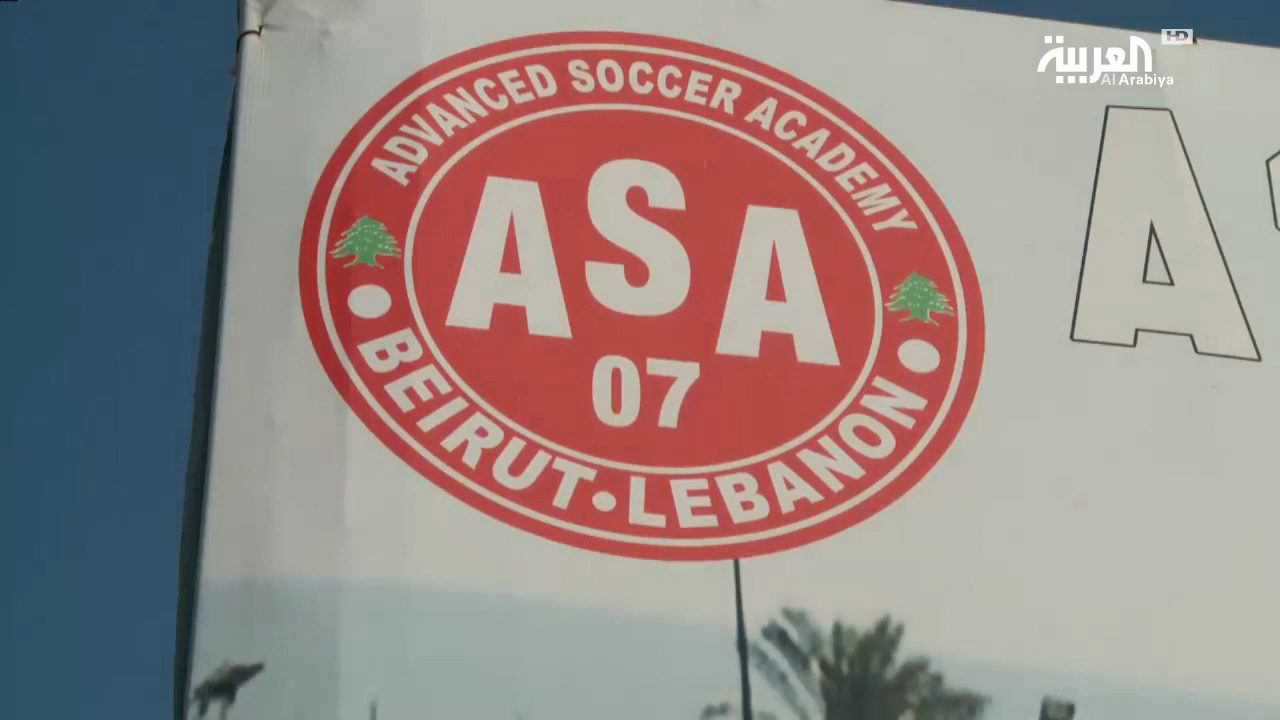 العربية HD
Al Arabiya
ADVANCED SOCCER ACADEMY
ASA
07
BEIRUT • LEBANON
A